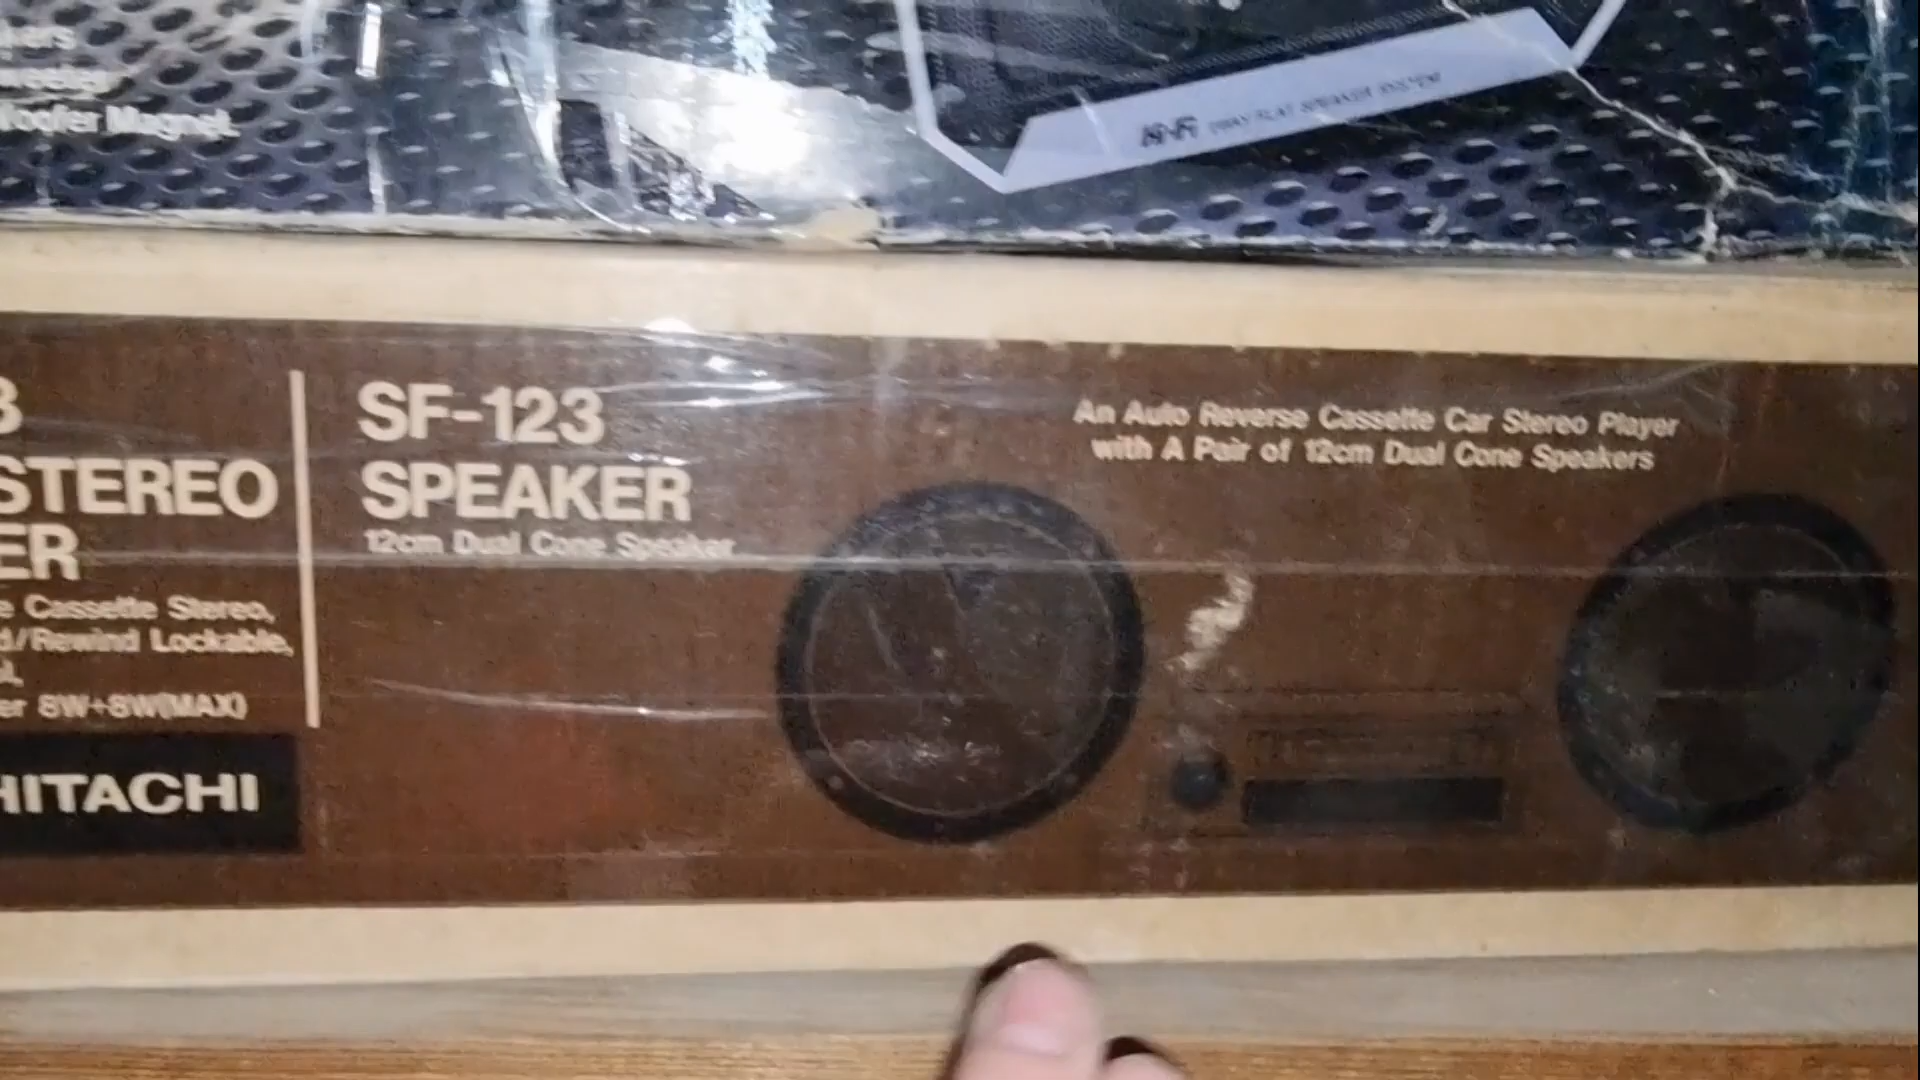 Woofer Magnet.
Hi-Fi 2WAY FLAT SPEAKER SYSTEM
STEREO
ER
e Cassette Stereo,
d/Rewind Lockable,
er 8W+8W(MAX)
HITACHI
SF-123
SPEAKER
12cm Dual Cone Speaker
An Auto Reverse Cassette Car Stereo Player
with A Pair of 12cm Dual Cone Speakers